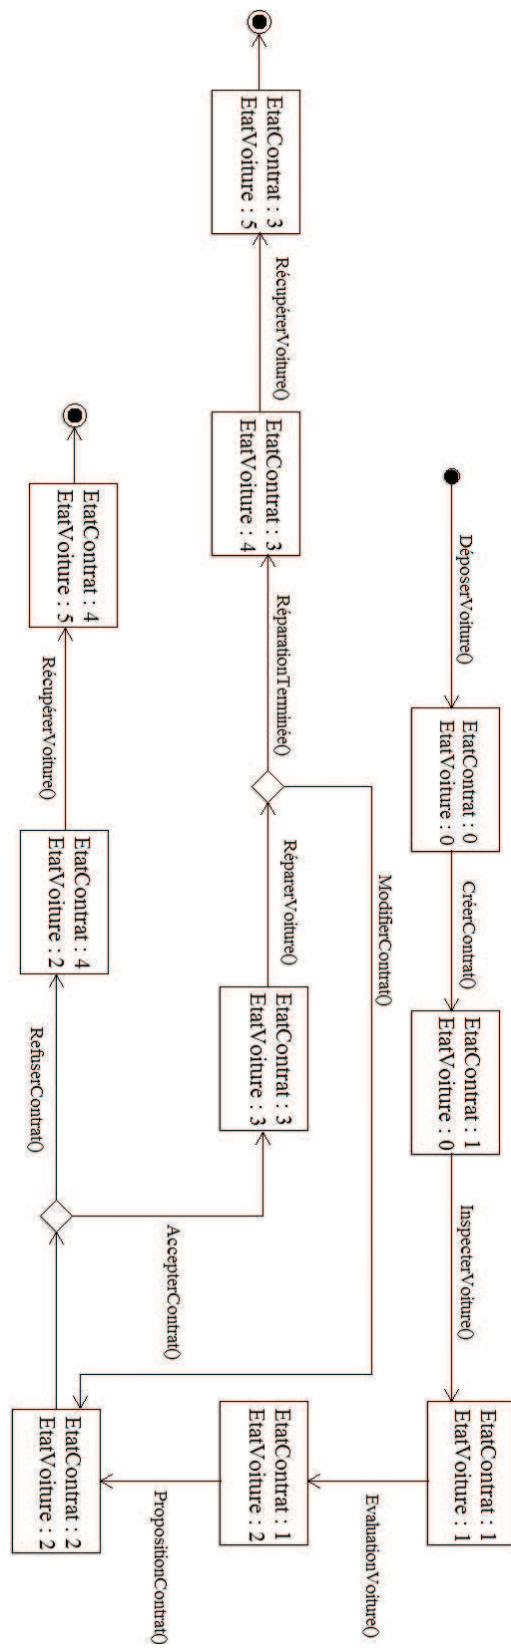 DéposerVoiture()
EtatContrat : 0
EtatVoiture : 0
CréerContrat()
EtatContrat : 1
EtatVoiture : 0
InspecterVoiture()
EtatContrat : 1
EtatVoiture : 1
EvaluationVoiture()
EtatContrat : 1
EtatVoiture : 2
PropositionContrat()
EtatContrat : 2
EtatVoiture : 2
ModifierContrat()
AccepterContrat()
EtatContrat : 3
EtatVoiture : 3
RéparerVoiture()
RéparationTerminée()
EtatContrat : 3
EtatVoiture : 4
RécupérerVoiture()
EtatContrat : 3
EtatVoiture : 5
RefuserContrat()
EtatContrat : 4
EtatVoiture : 2
RécupérerVoiture()
EtatContrat : 4
EtatVoiture : 5